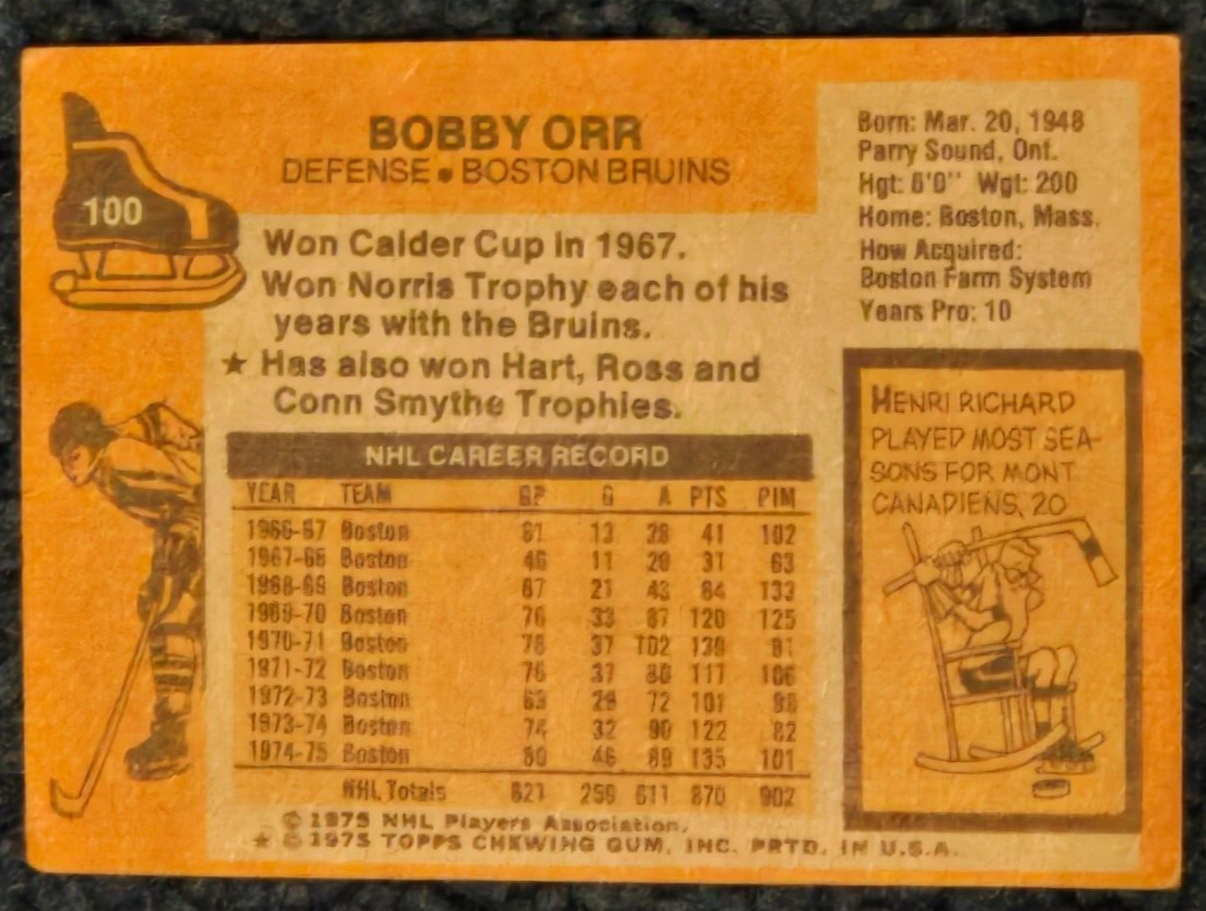 100
BOBBY ORR
DEFENSE • BOSTON BRUINS
Born: Mar. 20, 1948
Parry Sound, Ont.
Hgt: 6'0" Wgt: 200
Home: Boston, Mass.
How Acquired:
Boston Farm System
Years Pro: 10
Won Calder Cup in 1967.
Won Norris Trophy each of his
years with the Bruins.
★ Has also won Hart, Ross and
Conn Smythe Trophies.
HENRI RICHARD
PLAYED MOST SEA-
SONS FOR MONT
CANADIENS, 20
NHL CAREER RECORD
YEAR TEAM GP G A PTS PIM
1966-67 Boston 61 13 28 41 102
1967-68 Boston 46 11 20 31 63
1968-69 Boston 67 21 43 64 133
1969-70 Boston 76 33 87 120 125
1970-71 Boston 78 37 102 139 91
1971-72 Boston 76 37 80 117 106
1972-73 Boston 63 29 72 101 99
1973-74 Boston 74 32 90 122 82
1974-75 Boston 80 46 89 135 101
NHL Totals 621 259 611 870 902
© 1975 NHL Players Association.
★ © 1975 TOPPS CHEWING GUM, INC. PRTD. IN U.S.A.